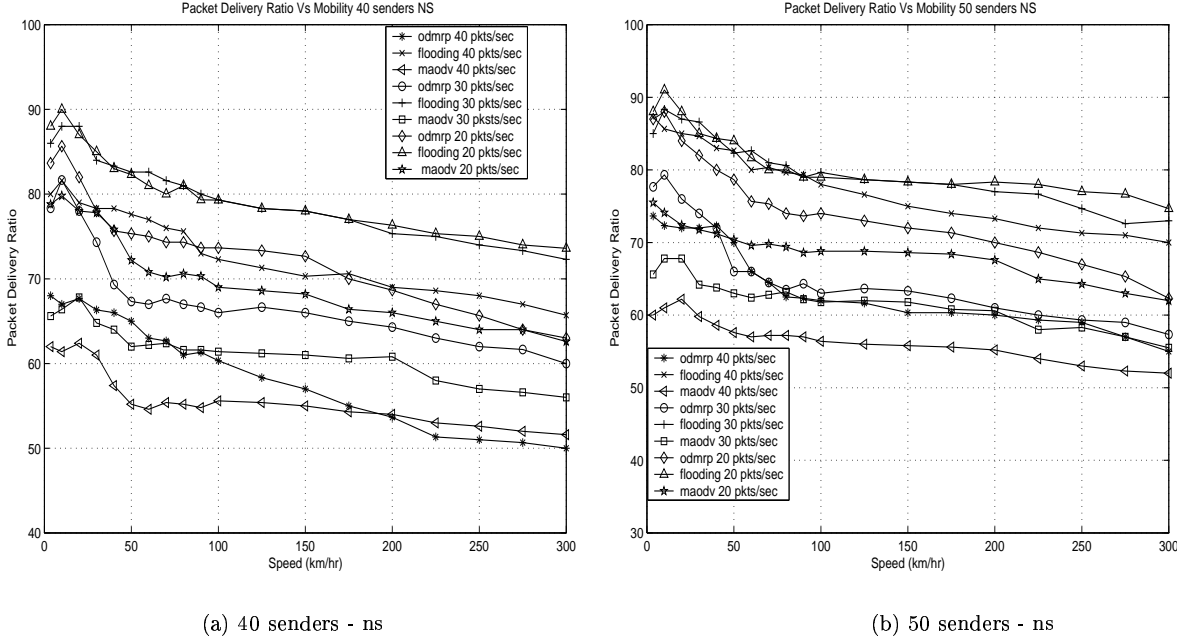 Packet Delivery Ratio Vs Mobility 40 senders NS
100
90
80
70
60
50
40
Packet Delivery Ratio
0
50
100
150
200
250
300
Speed (km/hr)
odmrp 40 pkts/sec
flooding 40 pkts/sec
maodv 40 pkts/sec
odmrp 30 pkts/sec
flooding 30 pkts/sec
maodv 30 pksts/sec
odmrp 20 pkts/sec
flooding 20 pkts/sec
maodv 20 pkts/sec
(a) 40 senders - ns
Packet Delivery Ratio Vs Mobility 50 senders NS
100
90
80
70
60
50
40
30
Packet Delivery Ratio
0
50
100
150
200
250
300
Speed (km/hr)
odmrp 40 pkts/sec
flooding 40 pkts/sec
maodv 40 pkts/sec
odmrp 30 pkts/sec
flooding 30 pkts/sec
maodv 30 pkts/sec
odmrp 20 pkts/sec
flooding 20 pkts/sec
maodv 20 pkts/sec
(b) 50 senders - ns